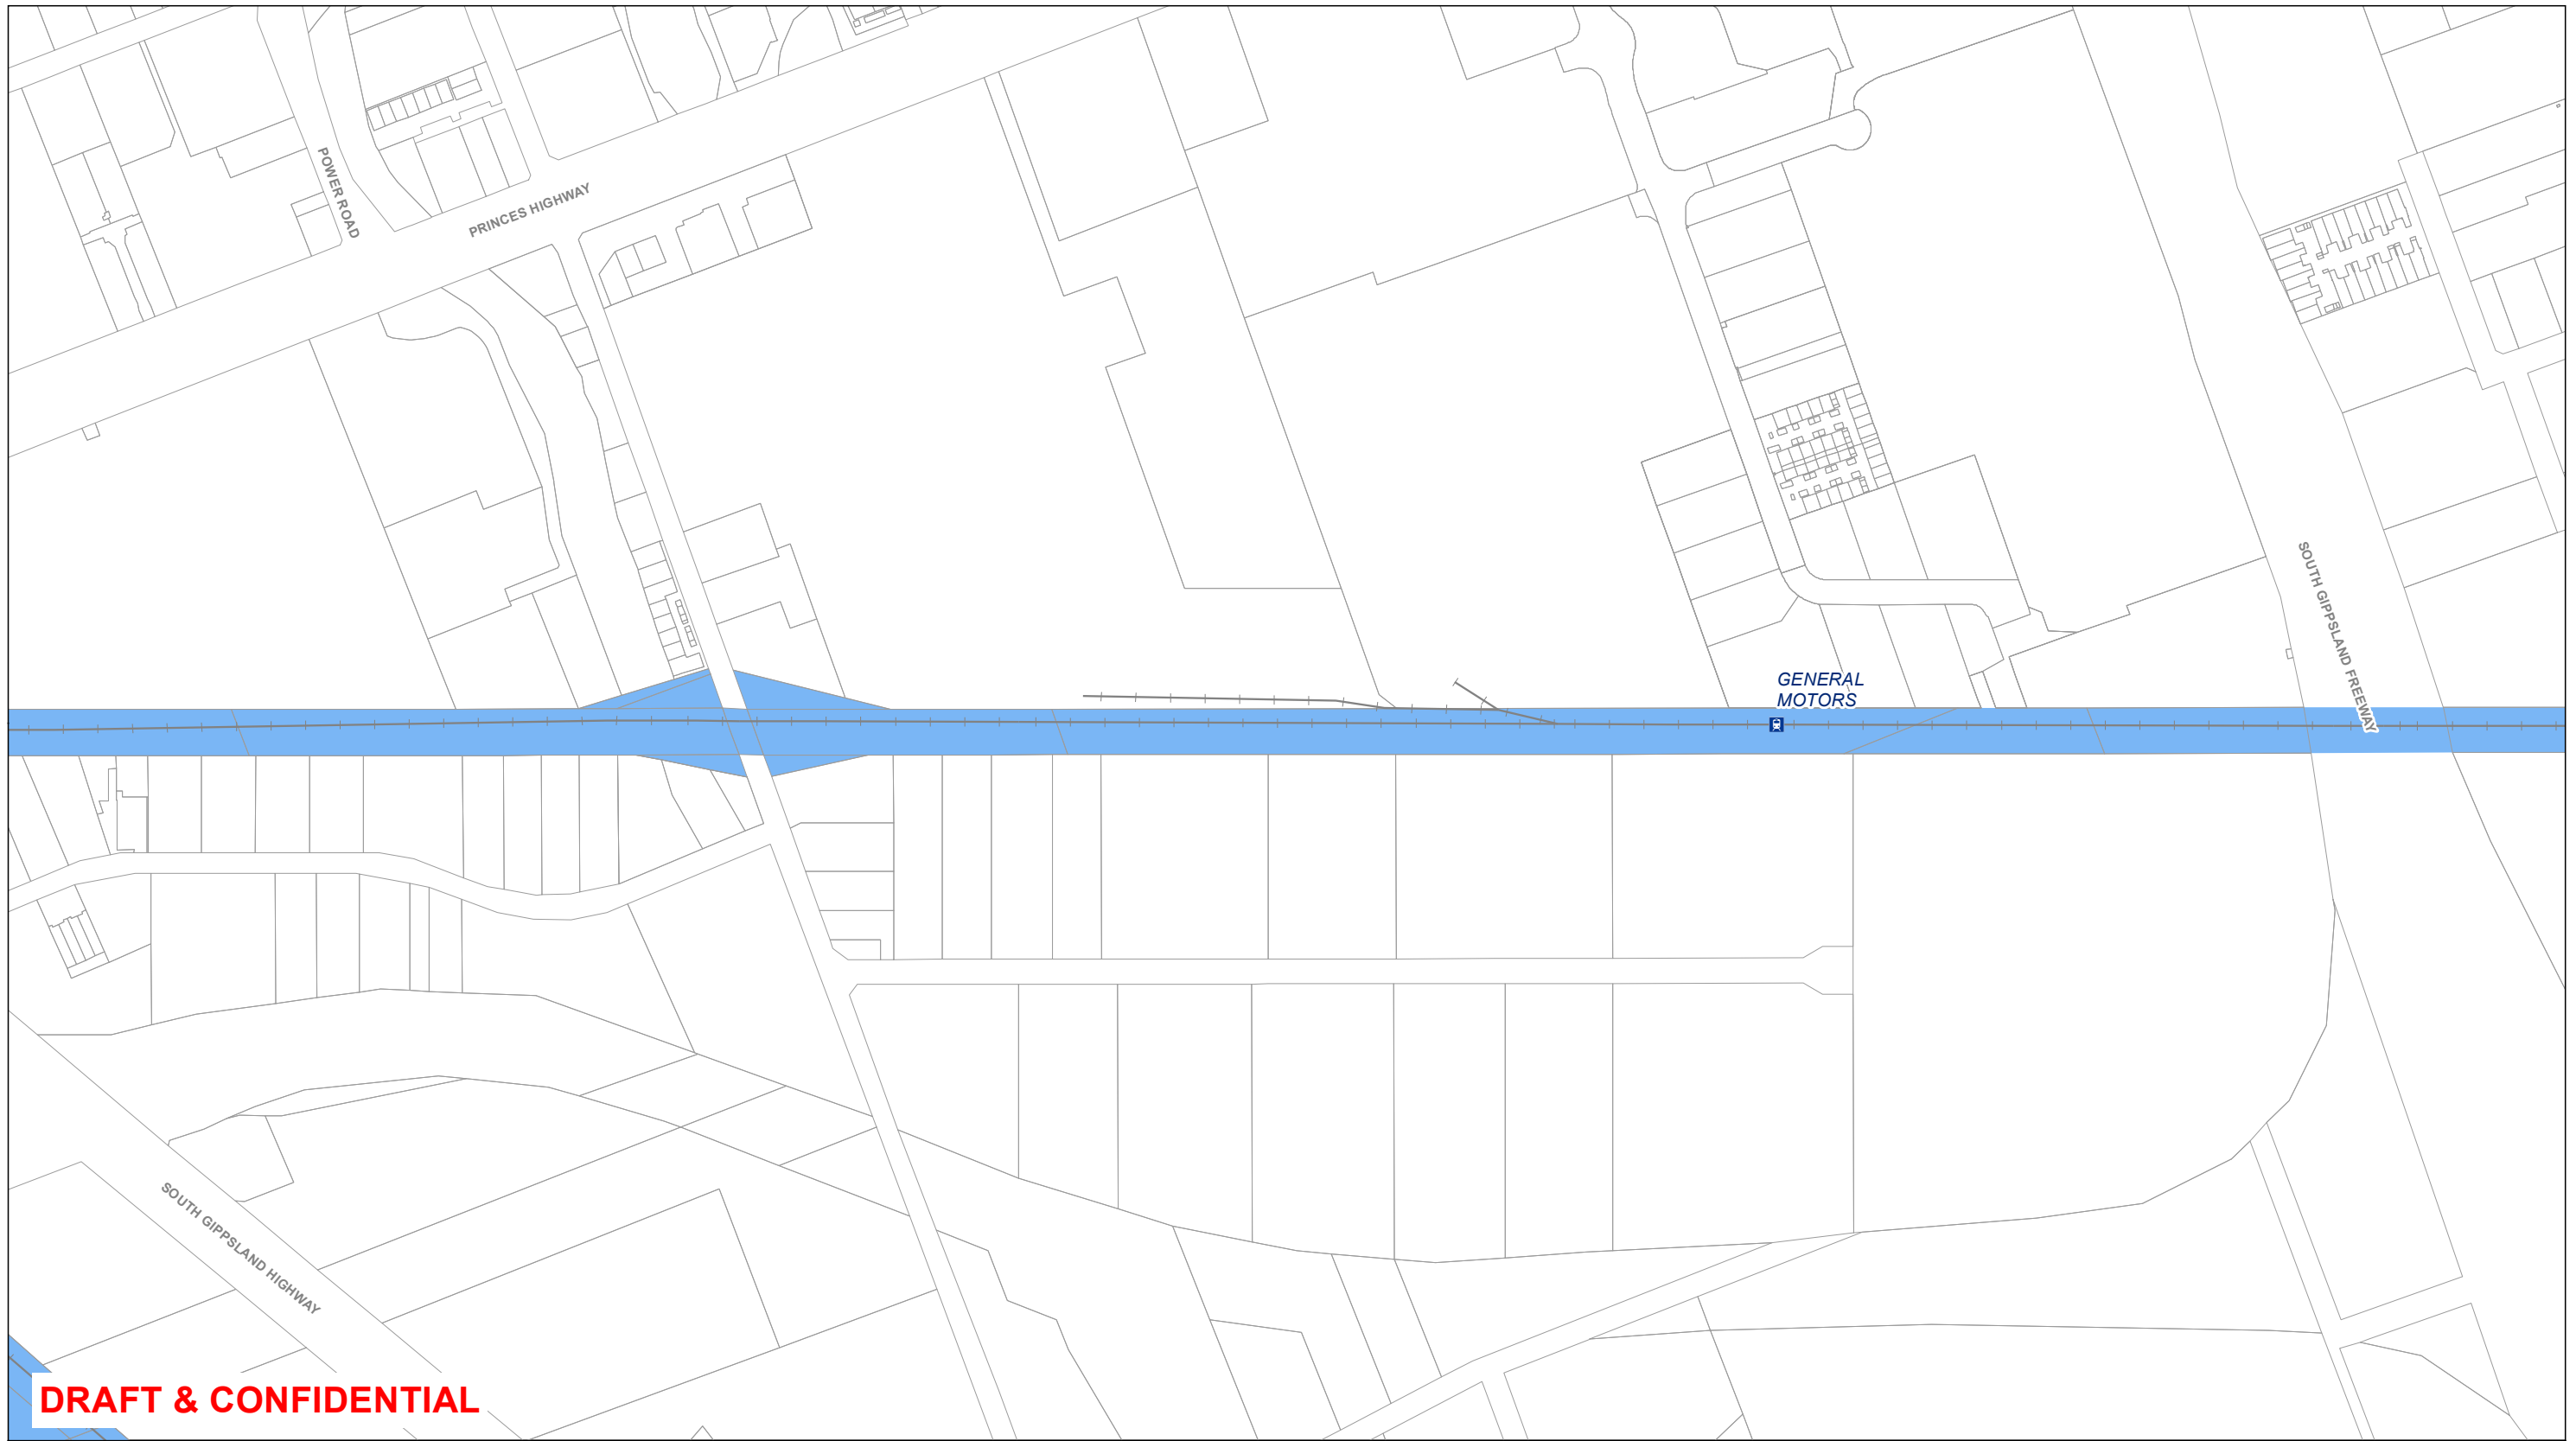 POWER ROAD
PRINCES HIGHWAY
SOUTH GIPPSLAND FREEWAY
GENERAL
MOTORS
SOUTH GIPPSLAND HIGHWAY
DRAFT & CONFIDENTIAL